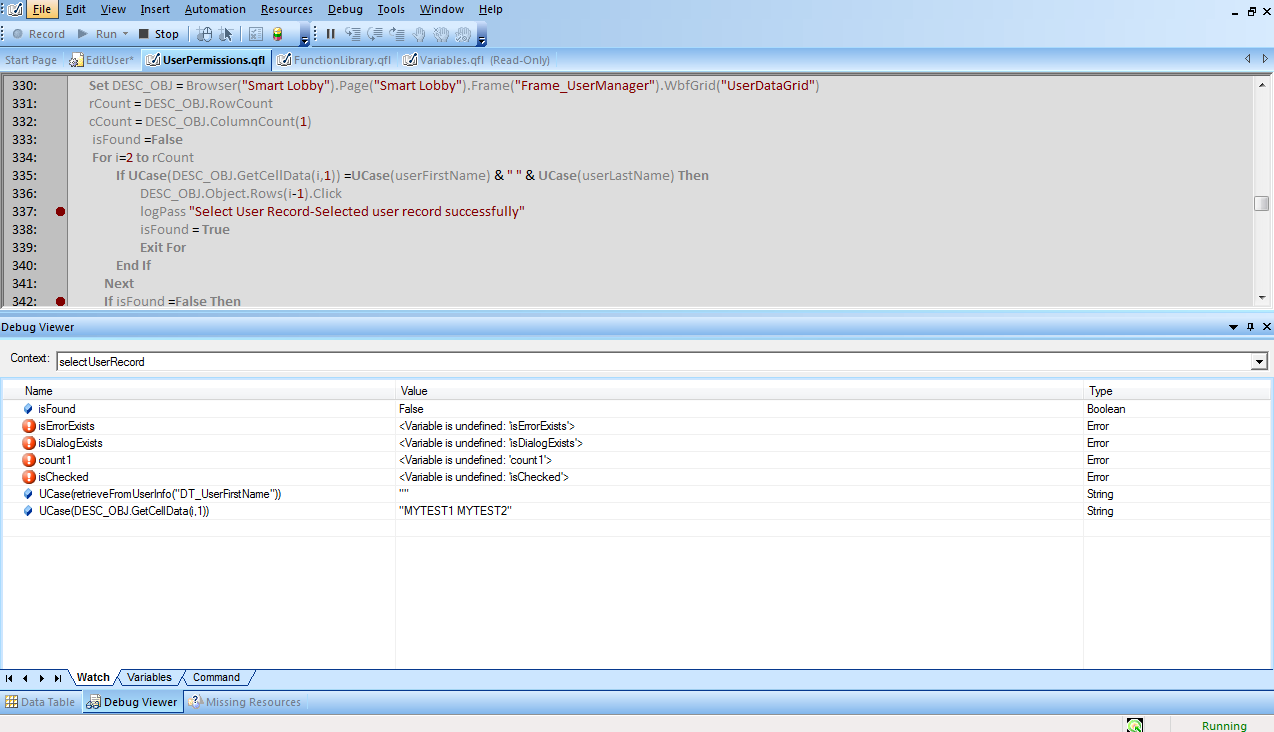 File Edit View Insert Automation Resources Debug Tools Window Help
Record Run Stop
Start Page EditUser* UserPermissions.qfl FunctionLibrary.qfl Variables.qfl (Read-Only)
330: Set DESC_OBJ = Browser("Smart Lobby").Page("Smart Lobby").Frame("Frame_UserManager").WbfGrid("UserDataGrid")
331: rCount = DESC_OBJ.RowCount
332: cCount = DESC_OBJ.ColumnCount(1)
333: isFound =False
334: For i=2 to rCount
335: If UCase(DESC_OBJ.GetCellData(i,1)) =UCase(userFirstName) & " " & UCase(userLastName) Then
336: DESC_OBJ.Object.Rows(i-1).Click
337: logPass "Select User Record-Selected user record successfully"
338: isFound = True
339: Exit For
340: End If
341: Next
342: If isFound =False Then
Debug Viewer
Context: selectUserRecord
Name Value Type
isFound False Boolean
isErrorExists <Variable is undefined: 'isErrorExists'> Error
isDialogExists <Variable is undefined: 'isDialogExists'> Error
count1 <Variable is undefined: 'count1'> Error
isChecked <Variable is undefined: 'isChecked'> Error
UCase(retrieveFromUserInfo("DT_UserFirstName")) "" String
UCase(DESC_OBJ.GetCellData(i,1)) "MYTEST1 MYTEST2" String
Watch Variables Command
Data Table Debug Viewer Missing Resources
Running